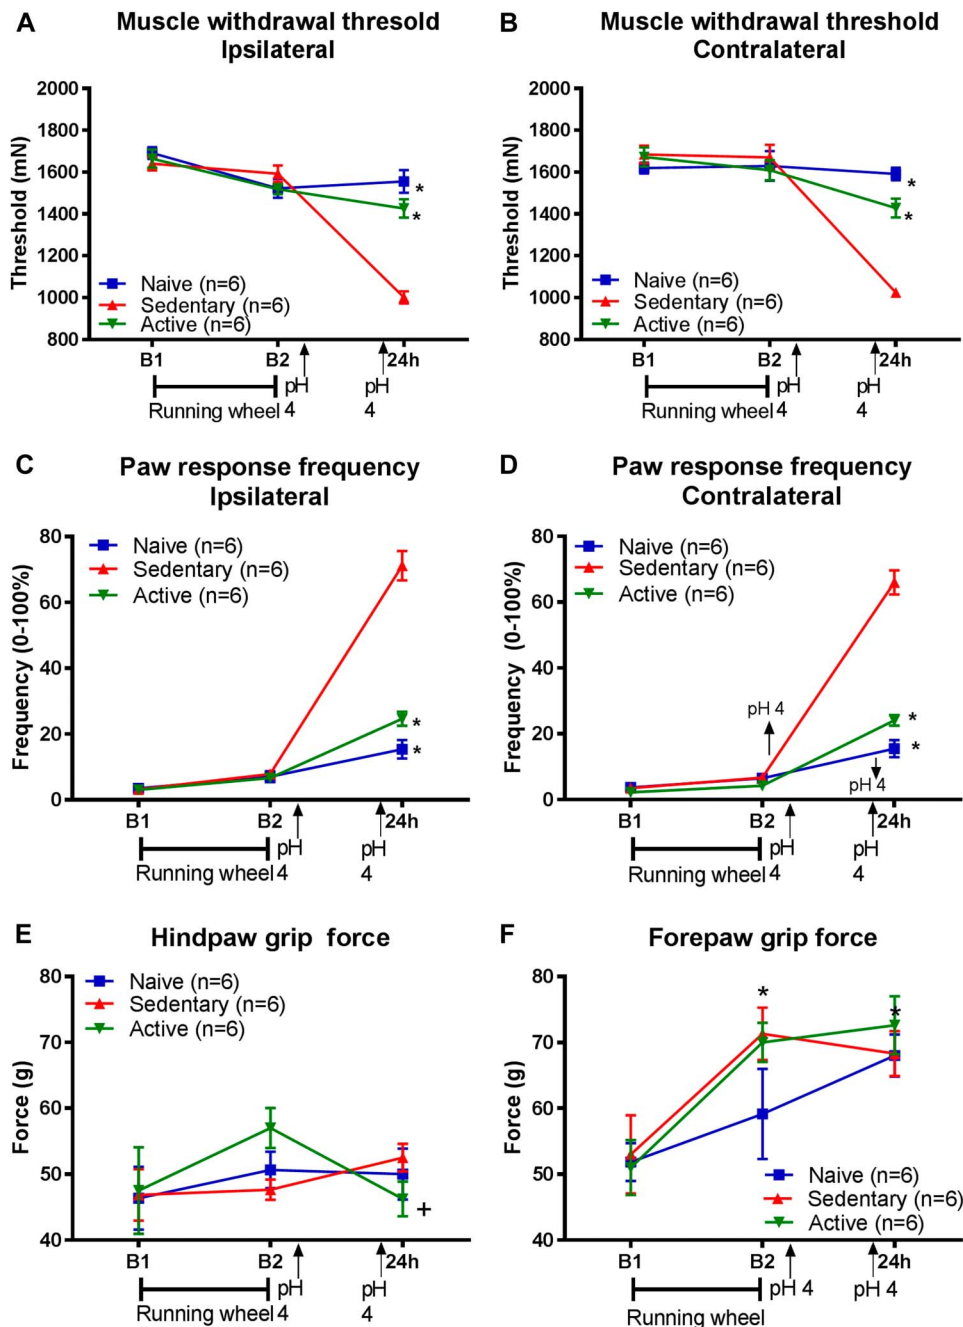 A
Muscle withdrawal thresold
Ipsilateral
Threshold (mN)
2000
1800
1600
1400
1200
1000
800
*
*
Naive (n=6)
Sedentary (n=6)
Active (n=6)
B1
B2
24h
pH
4
pH
4
Running wheel
B
Muscle withdrawal threshold
Contralateral
Threshold (mN)
2000
1800
1600
1400
1200
1000
800
*
*
Naive (n=6)
Sedentary (n=6)
Active (n=6)
B1
B2
24h
pH
4
pH
4
Running wheel
C
Paw response frequency
Ipsilateral
Frequency (0-100%)
80
60
40
20
0
Naive (n=6)
Sedentary (n=6)
Active (n=6)
*
*
B1
B2
24h
pH
4
pH
4
Running wheel
D
Paw response frequency
Contralateral
Frequency (0-100%)
80
60
40
20
0
Naive (n=6)
Sedentary (n=6)
Active (n=6)
pH 4
*
*
pH 4
B1
B2
24h
pH
4
pH
4
Running wheel
E
Hindpaw grip force
Force (g)
80
70
60
50
40
Naive (n=6)
Sedentary (n=6)
Active (n=6)
+
B1
B2
24h
pH
4
pH
4
Running wheel
F
Forepaw grip force
Force (g)
80
70
60
50
40
*
*
Naive (n=6)
Sedentary (n=6)
Active (n=6)
B1
B2
24h
pH 4
pH 4
Running wheel